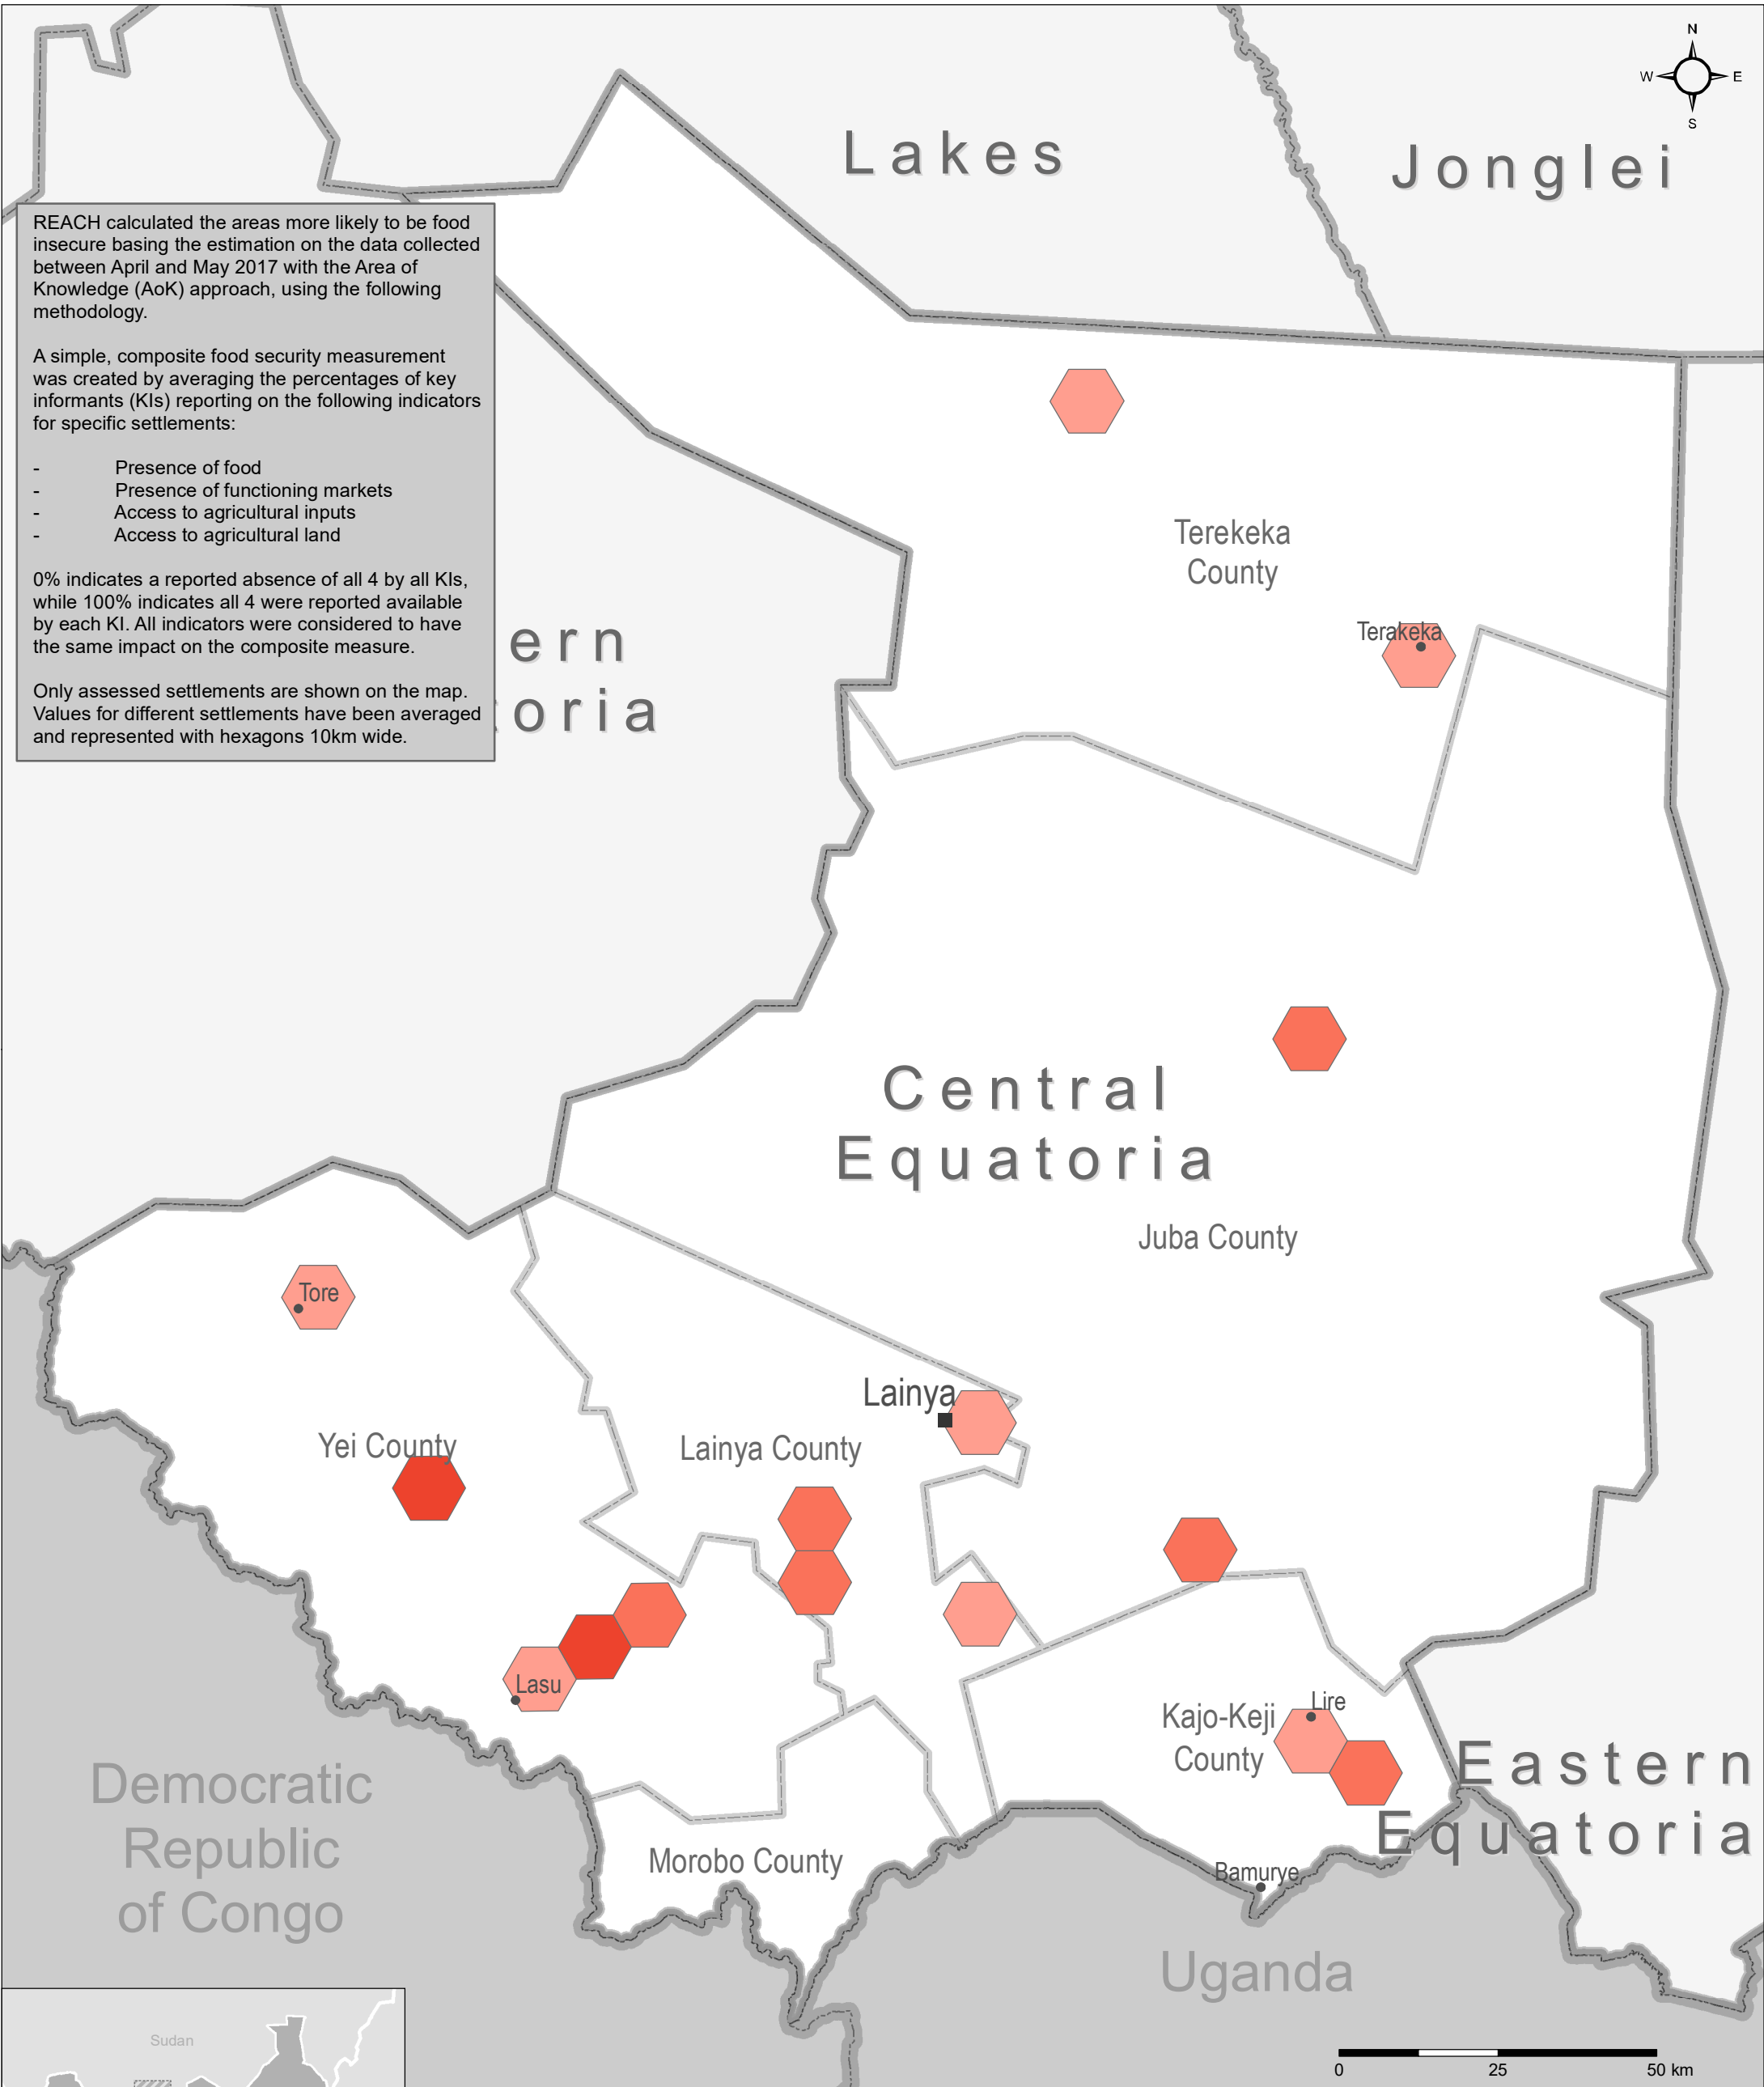 N
W E
S
Lakes
Jonglei
REACH calculated the areas more likely to be food
insecure basing the estimation on the data collected
between April and May 2017 with the Area of
Knowledge (AoK) approach, using the following
methodology.
A simple, composite food security measurement
was created by averaging the percentages of key
informants (KIs) reporting on the following indicators
for specific settlements:
- Presence of food
- Presence of functioning markets
- Access to agricultural inputs
- Access to agricultural land
0% indicates a reported absence of all 4 by all KIs,
while 100% indicates all 4 were reported available
by each KI. All indicators were considered to have
the same impact on the composite measure.
Only assessed settlements are shown on the map.
Values for different settlements have been averaged
and represented with hexagons 10km wide.
ern
toria
Terekeka
County
Terakeka
Central
Equatoria
Juba County
Tore
Lainya
Yei County
Lainya County
Lasu
Lire
Kajo-Keji
County
Eastern
Equatoria
Democratic
Republic
of Congo
Morobo County
Bamurye
Uganda
Sudan
0 25 50 km